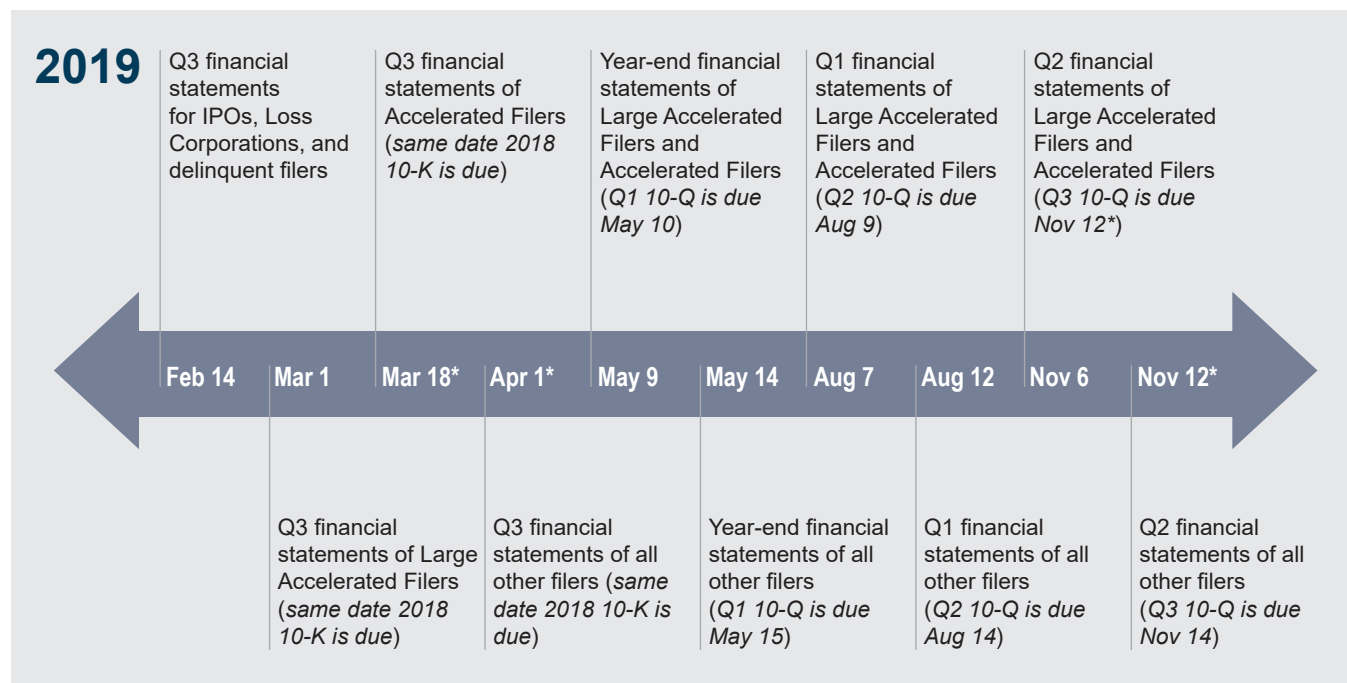 2019
Q3 financial
statements
for IPOs, Loss
Corporations, and
delinquent filers
Q3 financial
statements of
Accelerated Filers
(same date 2018
10-K is due)
Year-end financial
statements of
Large Accelerated
Filers and
Accelerated Filers
(Q1 10-Q is due
May 10)
Q1 financial
statements of
Large Accelerated
Filers and
Accelerated Filers
(Q2 10-Q is due
Aug 9)
Q2 financial
statements of
Large Accelerated
Filers and
Accelerated Filers
(Q3 10-Q is due
Nov 12*)
Feb 14
Mar 1
Mar 18*
Apr 1*
May 9
May 14
Aug 7
Aug 12
Nov 6
Nov 12*
Q3 financial
statements of Large
Accelerated Filers
(same date 2018
10-K is due)
Q3 financial
statements of all
other filers (same
date 2018 10-K is
due)
Year-end financial
statements of all
other filers
(Q1 10-Q is due
May 15)
Q1 financial
statements of all
other filers
(Q2 10-Q is due
Aug 14)
Q2 financial
statements of all
other filers
(Q3 10-Q is due
Nov 14)